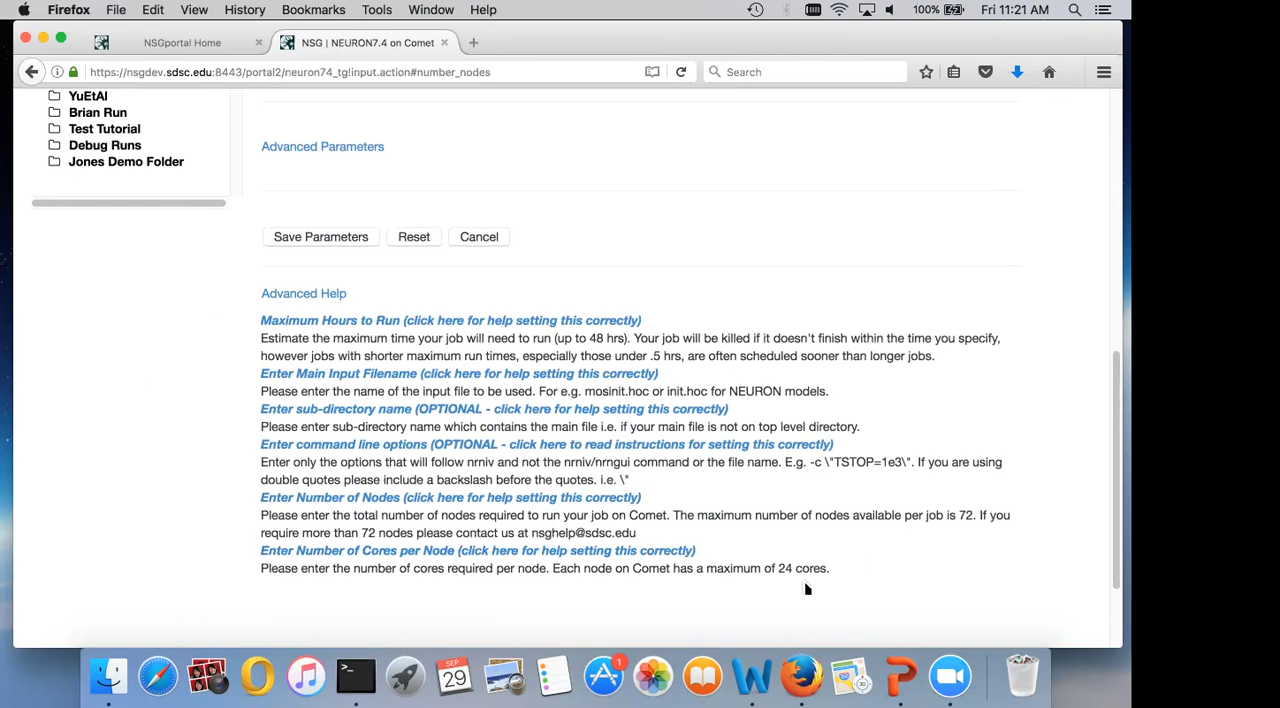 Firefox File Edit View History Bookmarks Tools Window Help 100% Fri 11:21 AM
NSGportal Home × NSG | NEURON7.4 on Comet × +
https://nsgdev.sdsc.edu:8443/portal2/neuron74_tglinput.action#number_nodes Search
YuEtAl
Brian Run
Test Tutorial
Debug Runs
Jones Demo Folder
Advanced Parameters
Save Parameters Reset Cancel
Advanced Help
Maximum Hours to Run (click here for help setting this correctly)
Estimate the maximum time your job will need to run (up to 48 hrs). Your job will be killed if it doesn't finish within the time you specify,
however jobs with shorter maximum run times, especially those under .5 hrs, are often scheduled sooner than longer jobs.
Enter Main Input Filename (click here for help setting this correctly)
Please enter the name of the input file to be used. For e.g. mosinit.hoc or init.hoc for NEURON models.
Enter sub-directory name (OPTIONAL - click here for help setting this correctly)
Please enter sub-directory name which contains the main file i.e. if your main file is not on top level directory.
Enter command line options (OPTIONAL - click here to read instructions for setting this correctly)
Enter only the options that will follow nrniv and not the nrniv/nrngui command or the file name. E.g. -c \"TSTOP=1e3\". If you are using
double quotes please include a backslash before the quotes. i.e. \"
Enter Number of Nodes (click here for help setting this correctly)
Please enter the total number of nodes required to run your job on Comet. The maximum number of nodes available per job is 72. If you
require more than 72 nodes please contact us at nsghelp@sdsc.edu
Enter Number of Cores per Node (click here for help setting this correctly)
Please enter the number of cores required per node. Each node on Comet has a maximum of 24 cores.
SEP
29
1